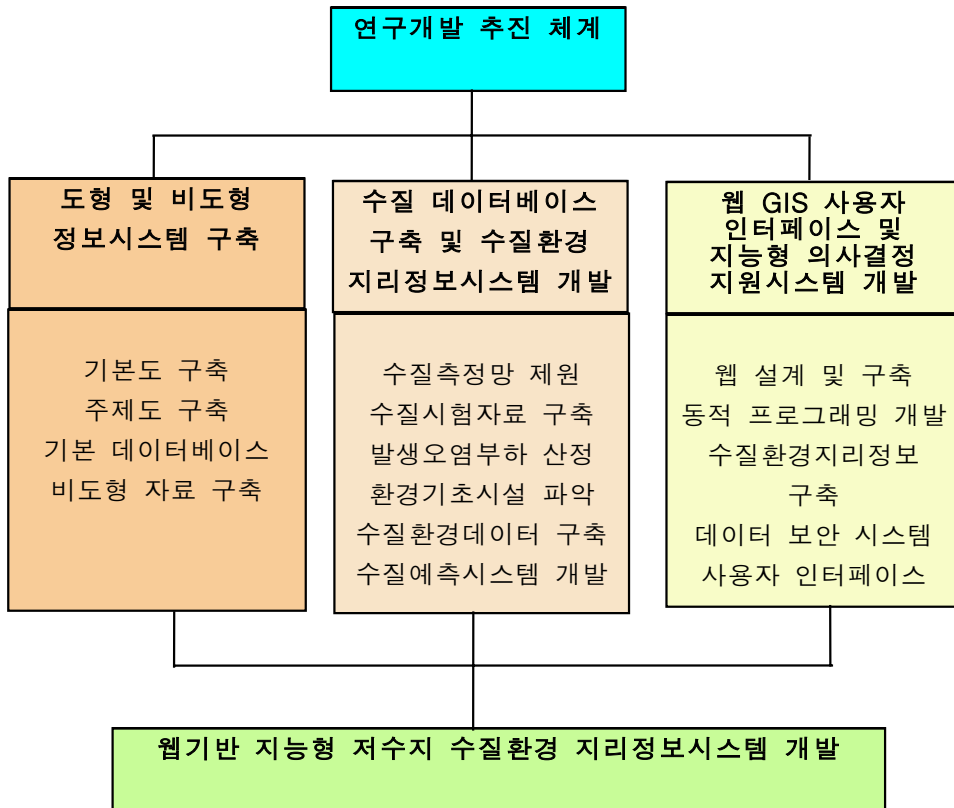 연구개발 추진 체계
도형 및 비도형
정보시스템 구축
기본도 구축
주제도 구축
기본 데이터베이스
비도형 자료 구축
수질 데이터베이스
구축 및 수질환경
지리정보시스템 개발
수질측정망 제원
수질시험자료 구축
발생오염부하 산정
환경기초시설 파악
수질환경데이터 구축
수질예측시스템 개발
웹 GIS 사용자
인터페이스 및
지능형 의사결정
지원시스템 개발
웹 설계 및 구축
동적 프로그래밍 개발
수질환경지리정보
구축
데이터 보안 시스템
사용자 인터페이스
웹기반 지능형 저수지 수질환경 지리정보시스템 개발